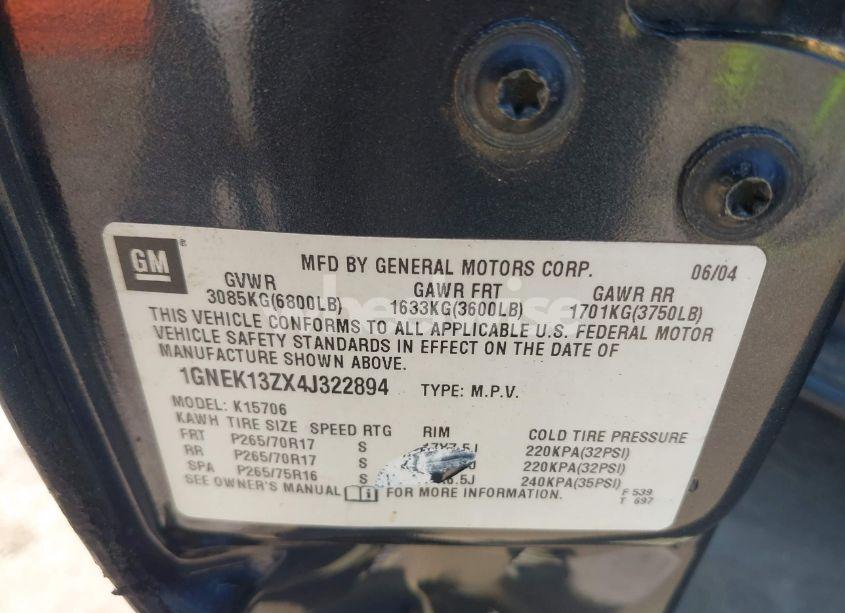 GM®
MFD BY GENERAL MOTORS CORP. 06/04
GVWR GAWR FRT GAWR RR
3085KG(6800LB) 1633KG(3600LB) 1701KG(3750LB)
THIS VEHICLE CONFORMS TO ALL APPLICABLE U.S. FEDERAL MOTOR
VEHICLE SAFETY STANDARDS IN EFFECT ON THE DATE OF
MANUFACTURE SHOWN ABOVE.
1GNEK13ZX4J322894 TYPE: M.P.V.
MODEL: K15706
KAWH TIRE SIZE SPEED RTG RIM COLD TIRE PRESSURE
FRT P265/70R17 S 17X7.5J 220KPA(32PSI)
RR P265/70R17 S 220KPA(32PSI)
SPA P265/75R16 S 240KPA(35PSI)
SEE OWNER'S MANUAL FOR MORE INFORMATION.
F 539
T 697